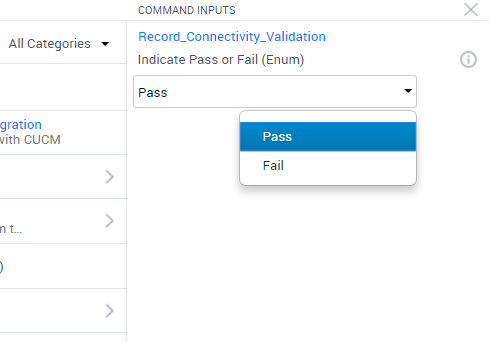 COMMAND INPUTS
All Categories
Record_Connectivity_Validation
Indicate Pass or Fail (Enum)
Pass
Pass
Fail
gration
with CUCM
m t...
)